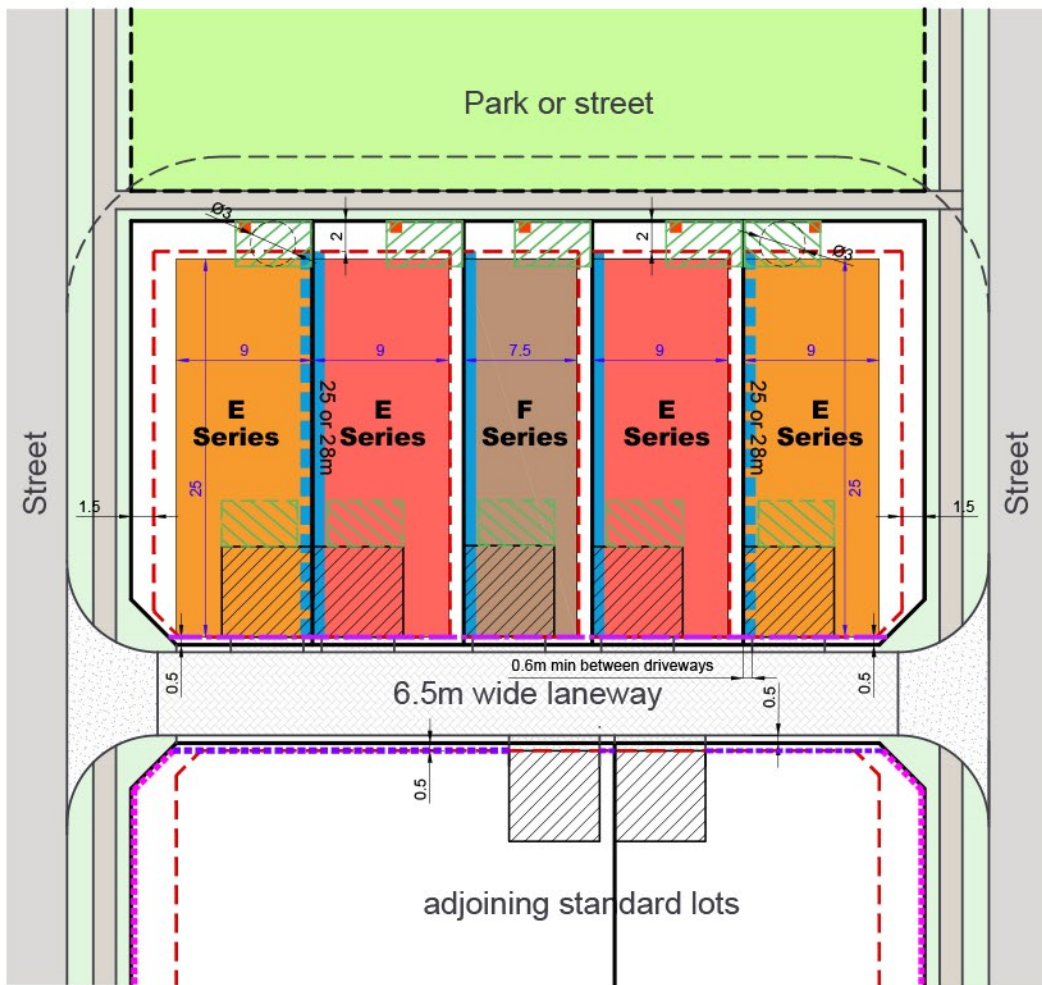 Park or street
Ø3
2
2
Ø3
9
9
7.5
9
9
E
Series
25 or 28m
E
Series
F
Series
E
Series
25 or 28m
E
Series
Street
Street
25
25
1.5
1.5
0.5
0.6m min between driveways
0.5
0.5
6.5m wide laneway
0.5
adjoining standard lots